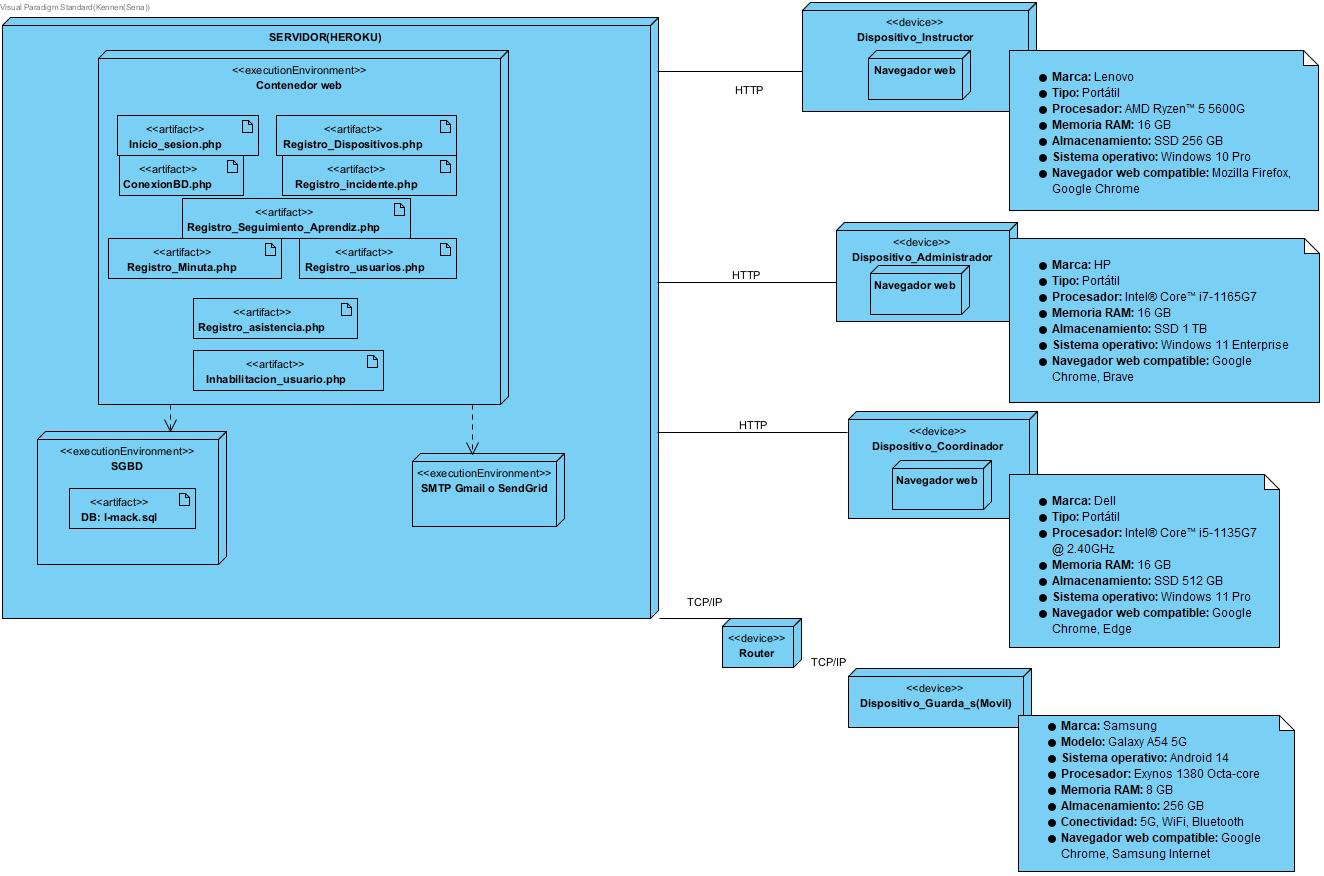 Visual Paradigm Standard(Kennen(Sena))
SERVIDOR(HEROKU)
<<executionEnvironment>>
Contenedor web
<<artifact>>
Inicio_sesion.php
<<artifact>>
Registro_Dispositivos.php
<<artifact>>
ConexionBD.php
<<artifact>>
Registro_incidente.php
<<artifact>>
Registro_Seguimiento_Aprendiz.php
<<artifact>>
Registro_Minuta.php
<<artifact>>
Registro_usuarios.php
<<artifact>>
Registro_asistencia.php
<<artifact>>
Inhabilitacion_usuario.php
<<executionEnvironment>>
SGBD
<<artifact>>
DB: I-mack.sql
<<executionEnvironment>>
SMTP Gmail o SendGrid
HTTP
<<device>>
Dispositivo_Instructor
Navegador web
● Marca: Lenovo
● Tipo: Portátil
● Procesador: AMD Ryzen™ 5 5600G
● Memoria RAM: 16 GB
● Almacenamiento: SSD 256 GB
● Sistema operativo: Windows 10 Pro
● Navegador web compatible: Mozilla Firefox,
Google Chrome
HTTP
<<device>>
Dispositivo_Administrador
Navegador web
● Marca: HP
● Tipo: Portátil
● Procesador: Intel® Core™ i7-1165G7
● Memoria RAM: 16 GB
● Almacenamiento: SSD 1 TB
● Sistema operativo: Windows 11 Enterprise
● Navegador web compatible: Google
Chrome, Brave
HTTP
<<device>>
Dispositivo_Coordinador
Navegador web
● Marca: Dell
● Tipo: Portátil
● Procesador: Intel® Core™ i5-1135G7
@ 2.40GHz
● Memoria RAM: 16 GB
● Almacenamiento: SSD 512 GB
● Sistema operativo: Windows 11 Pro
● Navegador web compatible: Google
Chrome, Edge
TCP/IP
<<device>>
Router
TCP/IP
<<device>>
Dispositivo_Guarda_s(Movil)
● Marca: Samsung
● Modelo: Galaxy A54 5G
● Sistema operativo: Android 14
● Procesador: Exynos 1380 Octa-core
● Memoria RAM: 8 GB
● Almacenamiento: 256 GB
● Conectividad: 5G, WiFi, Bluetooth
● Navegador web compatible: Google
Chrome, Samsung Internet